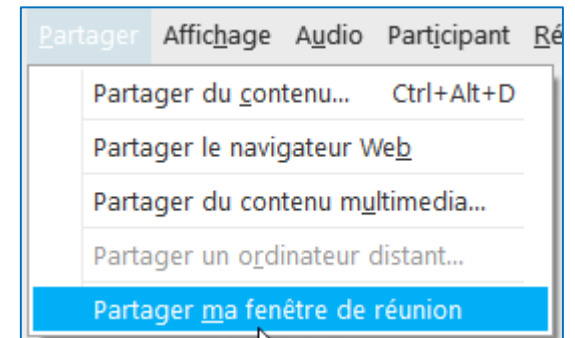 Partager Affichage Audio Participant Ré
Partager du contenu... Ctrl+Alt+D
Partager le navigateur Web
Partager du contenu multimedia...
Partager un ordinateur distant...
Partager ma fenêtre de réunion